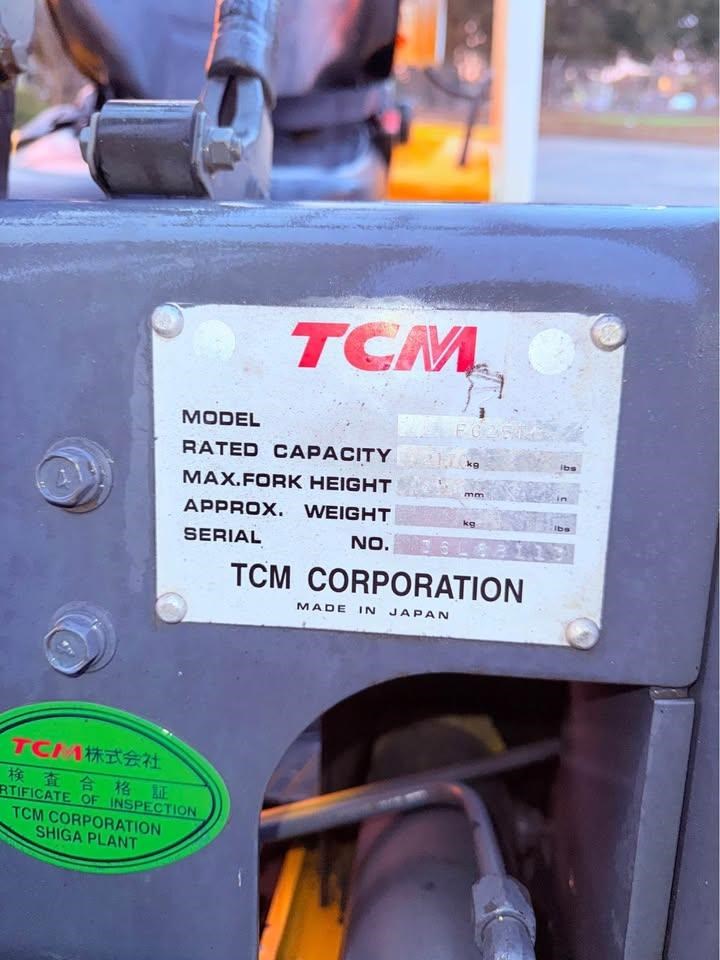 TCM
MODEL
RATED CAPACITY kg lbs
MAX.FORK HEIGHT mm in
APPROX. WEIGHT kg lbs
SERIAL NO.
TCM CORPORATION
MADE IN JAPAN
TCM株式会社
検査合格証
RTIFICATE OF INSPECTION
TCM CORPORATION
SHIGA PLANT